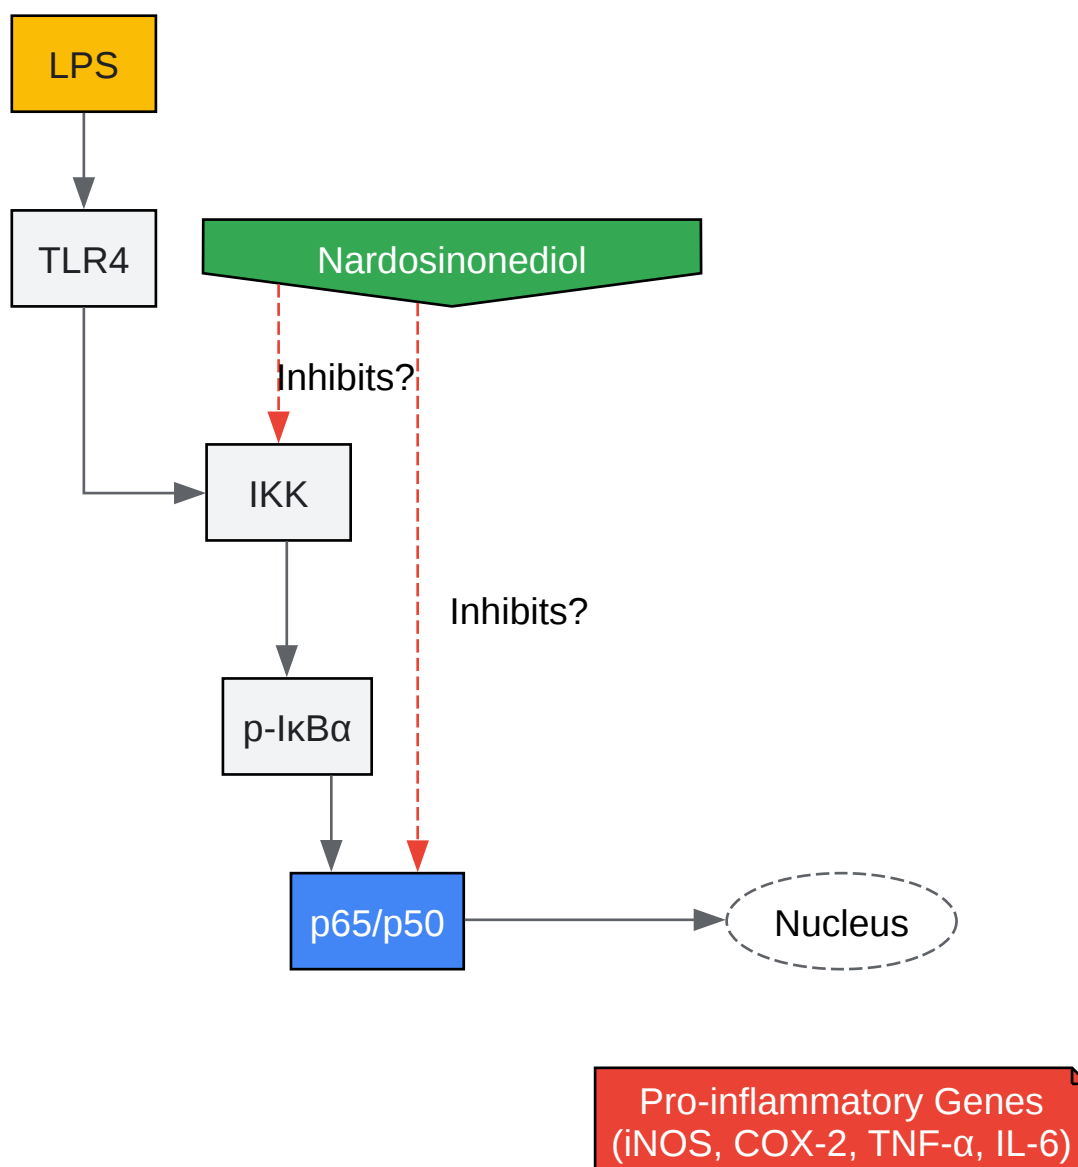 LPS
TLR4
Nardosinonediol
Inhibits?
IKK
Inhibits?
p-IκBα
p65/p50
Nucleus
Pro-inflammatory Genes
(iNOS, COX-2, TNF-α, IL-6)